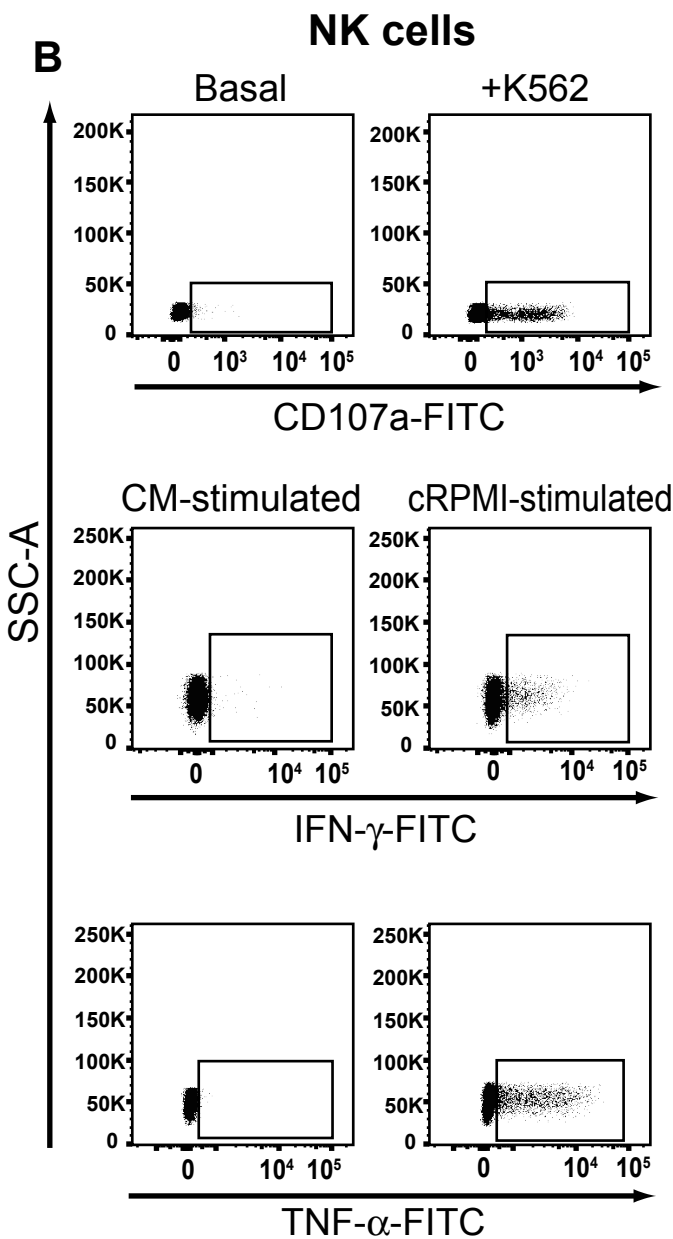 NK cells
B
Basal
+K562
200K
150K
100K
50K
0
0 10³ 10⁴ 10⁵
200K
150K
100K
50K
0
0 10³ 10⁴ 10⁵
CD107a-FITC
CM-stimulated
cRPMI-stimulated
SSC-A
250K
200K
150K
100K
50K
0
0 10⁴ 10⁵
250K
200K
150K
100K
50K
0
0 10⁴ 10⁵
IFN-γ-FITC
250K
200K
150K
100K
50K
0
0 10⁴ 10⁵
250K
200K
150K
100K
50K
0
0 10⁴ 10⁵
TNF-α-FITC